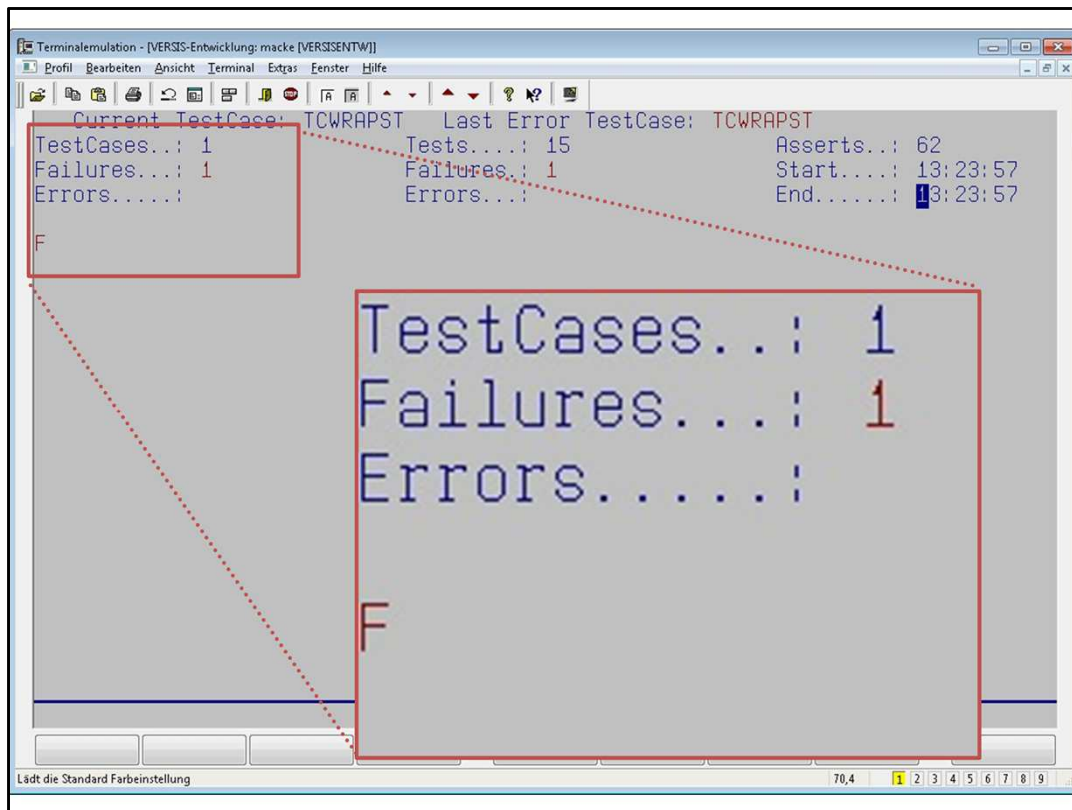 Terminalemulation - [VERSIS-Entwicklung: macke [VERSISENTW]]
Profil Bearbeiten Ansicht Terminal Extras Fenster Hilfe
Current TestCase: TCWRAPST Last Error TestCase: TCWRAPST
TestCases..: 1 Tests....: 15 Asserts..: 62
Failures...: 1 Failures.: 1 Start....: 13:23:57
Errors.....: Errors...: End......: 13:23:57
F
TestCases..: 1
Failures...: 1
Errors.....:
F
Lädt die Standard Farbeinstellung 70,4 1 2 3 4 5 6 7 8 9